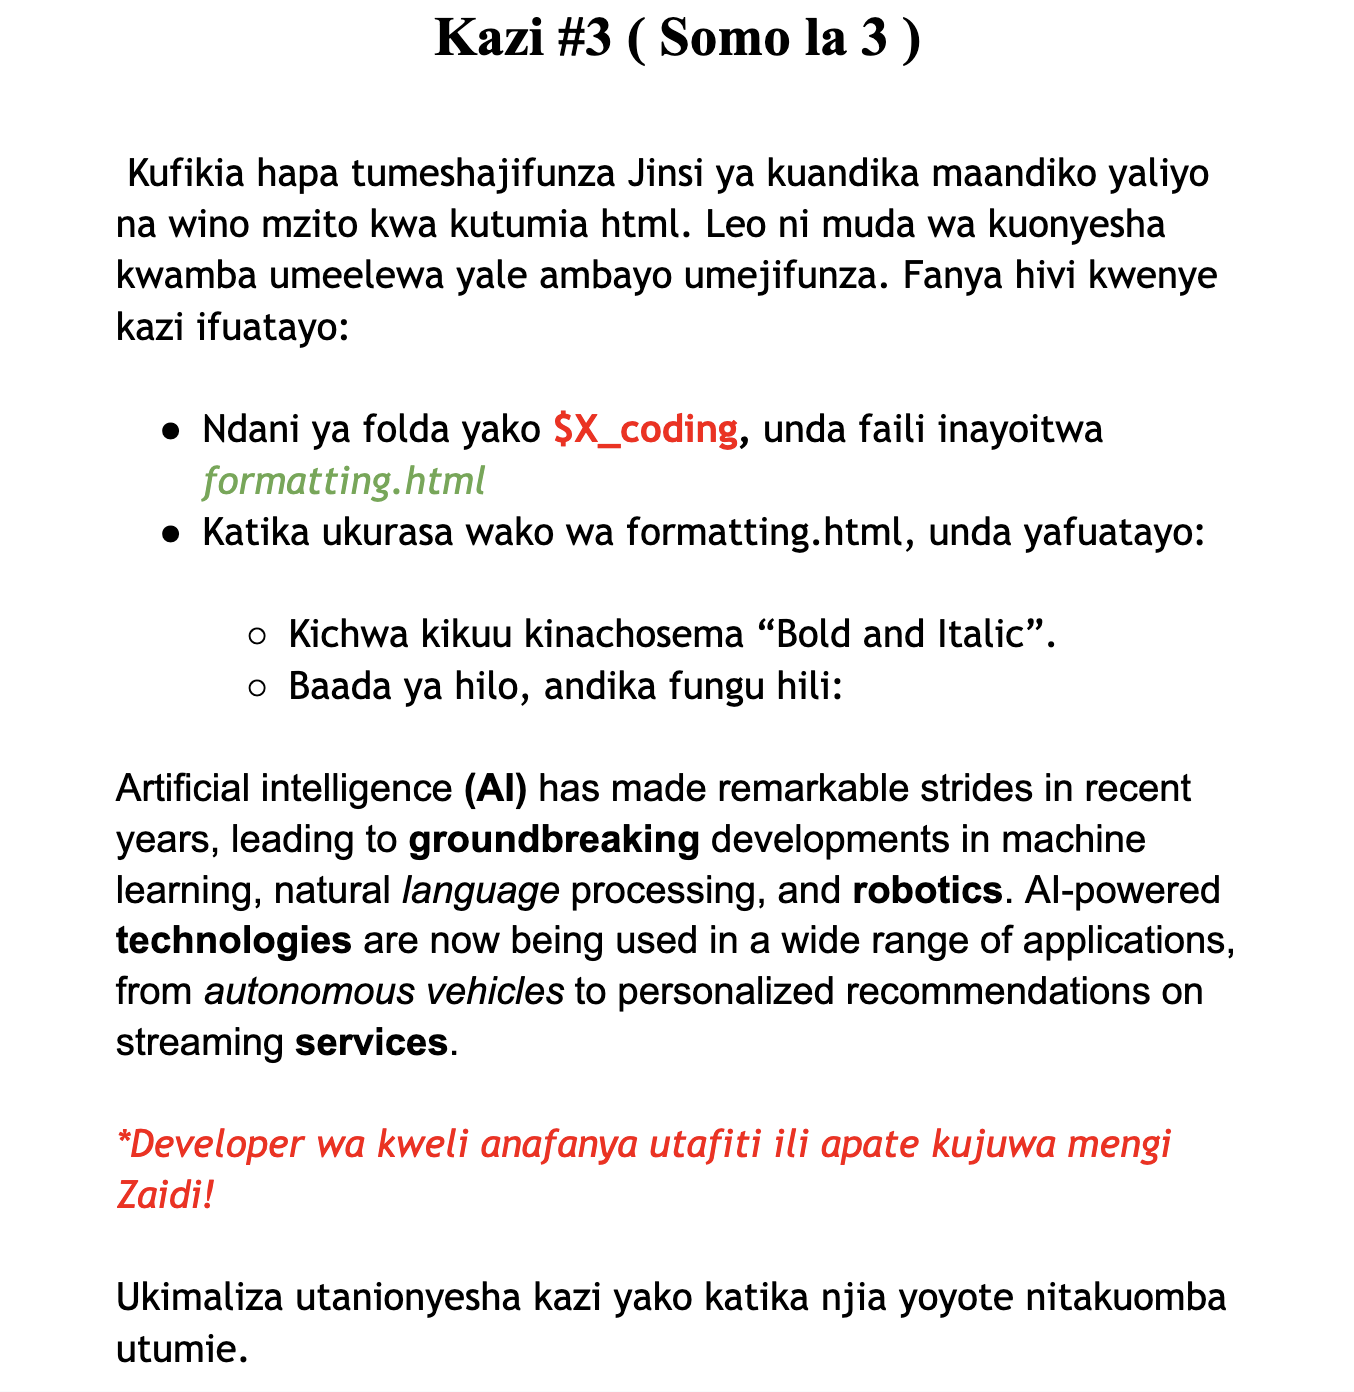 Kazi #3 ( Somo la 3 )
Kufikia hapa tumeshajifunza Jinsi ya kuandika maandiko yaliyo
na wino mzito kwa kutumia html. Leo ni muda wa kuonyesha
kwamba umeelewa yale ambayo umejifunza. Fanya hivi kwenye
kazi ifuatayo:
● Ndani ya folda yako $X_coding, unda faili inayoitwa
formatting.html
● Katika ukurasa wako wa formatting.html, unda yafuatayo:
○ Kichwa kikuu kinachosema “Bold and Italic”.
○ Baada ya hilo, andika fungu hili:
Artificial intelligence (AI) has made remarkable strides in recent
years, leading to groundbreaking developments in machine
learning, natural language processing, and robotics. AI-powered
technologies are now being used in a wide range of applications,
from autonomous vehicles to personalized recommendations on
streaming services.
*Developer wa kweli anafanya utafiti ili apate kujuwa mengi
Zaidi!
Ukimaliza utanionyesha kazi yako katika njia yoyote nitakuomba
utumie.